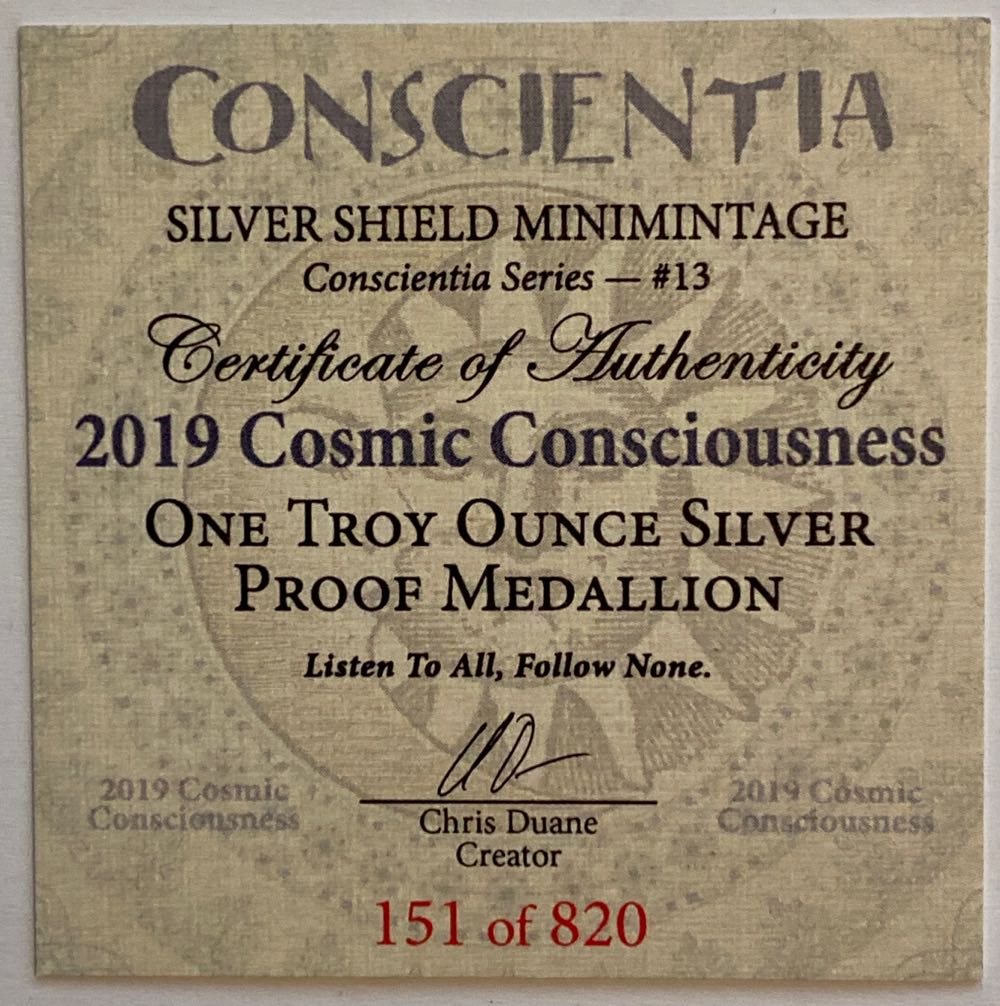 CONSCIENTIA
SILVER SHIELD MINIMINTAGE
Conscientia Series — #13
Certificate of Authenticity
2019 Cosmic Consciousness
ONE TROY OUNCE SILVER
PROOF MEDALLION
Listen To All, Follow None.
2019 Cosmic
Consciousness
2019 Cosmic
Consciousness
Chris Duane
Creator
151 of 820